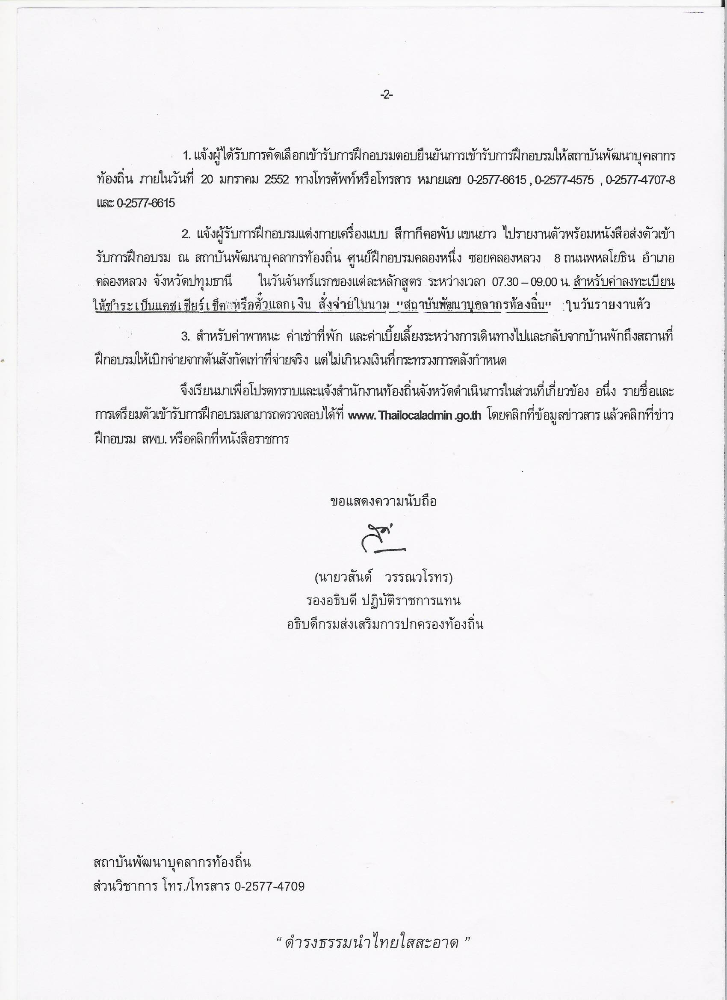 -2-
1. แจ้งผู้ได้รับการคัดเลือกเข้ารับการฝึกอบรมตอบยืนยันการเข้ารับการฝึกอบรมให้สถาบันพัฒนาบุคลากร
ท้องถิ่น ภายในวันที่ 20 มกราคม 2552 ทางโทรศัพท์หรือโทรสาร หมายเลข 0-2577-6615 , 0-2577-4575 , 0-2577-4707-8
และ 0-2577-6615
2. แจ้งผู้รับการฝึกอบรมแต่งกายเครื่องแบบ สีกากีคอพับ แขนยาว ไปรายงานตัวพร้อมหนังสือส่งตัวเข้า
รับการฝึกอบรม ณ สถาบันพัฒนาบุคลากรท้องถิ่น ศูนย์ฝึกอบรมคลองหนึ่ง ซอยคลองหลวง 8 ถนนพหลโยธิน อำเภอ
คลองหลวง จังหวัดปทุมธานี ในวันจันทร์แรกของแต่ละหลักสูตร ระหว่างเวลา 07.30 – 09.00 น. สำหรับค่าลงทะเบียน
ให้ชำระเป็นแคชเชียร์เช็ค หรือตั๋วแลกเงิน สั่งจ่ายในนาม "สถาบันพัฒนาบุคลากรท้องถิ่น" ในวันรายงานตัว
3. สำหรับค่าพาหนะ ค่าเช่าที่พัก และค่าเบี้ยเลี้ยงระหว่างการเดินทางไปและกลับจากบ้านพักถึงสถานที่
ฝึกอบรมให้เบิกจ่ายจากต้นสังกัดเท่าที่จ่ายจริง แต่ไม่เกินวงเงินที่กระทรวงการคลังกำหนด
จึงเรียนมาเพื่อโปรดทราบและแจ้งสำนักงานท้องถิ่นจังหวัดดำเนินการในส่วนที่เกี่ยวข้อง อนึ่ง รายชื่อและ
การเตรียมตัวเข้ารับการฝึกอบรมสามารถตรวจสอบได้ที่ www. Thailocaladmin .go.th โดยคลิกที่ข้อมูลข่าวสาร แล้วคลิกที่ข่าว
ฝึกอบรม สพบ. หรือคลิกที่หนังสือราชการ
ขอแสดงความนับถือ
(นายวสันต์ วรรณวโรทร)
รองอธิบดี ปฏิบัติราชการแทน
อธิบดีกรมส่งเสริมการปกครองท้องถิ่น
สถาบันพัฒนาบุคลากรท้องถิ่น
ส่วนวิชาการ โทร./โทรสาร 0-2577-4709
“ ดำรงธรรมนำไทยใสสะอาด ”